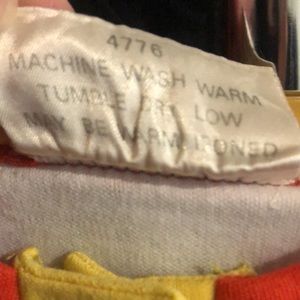 4776
MACHINE WASH WARM
TUMBLE DRY LOW
MAY BE WARM IRONED